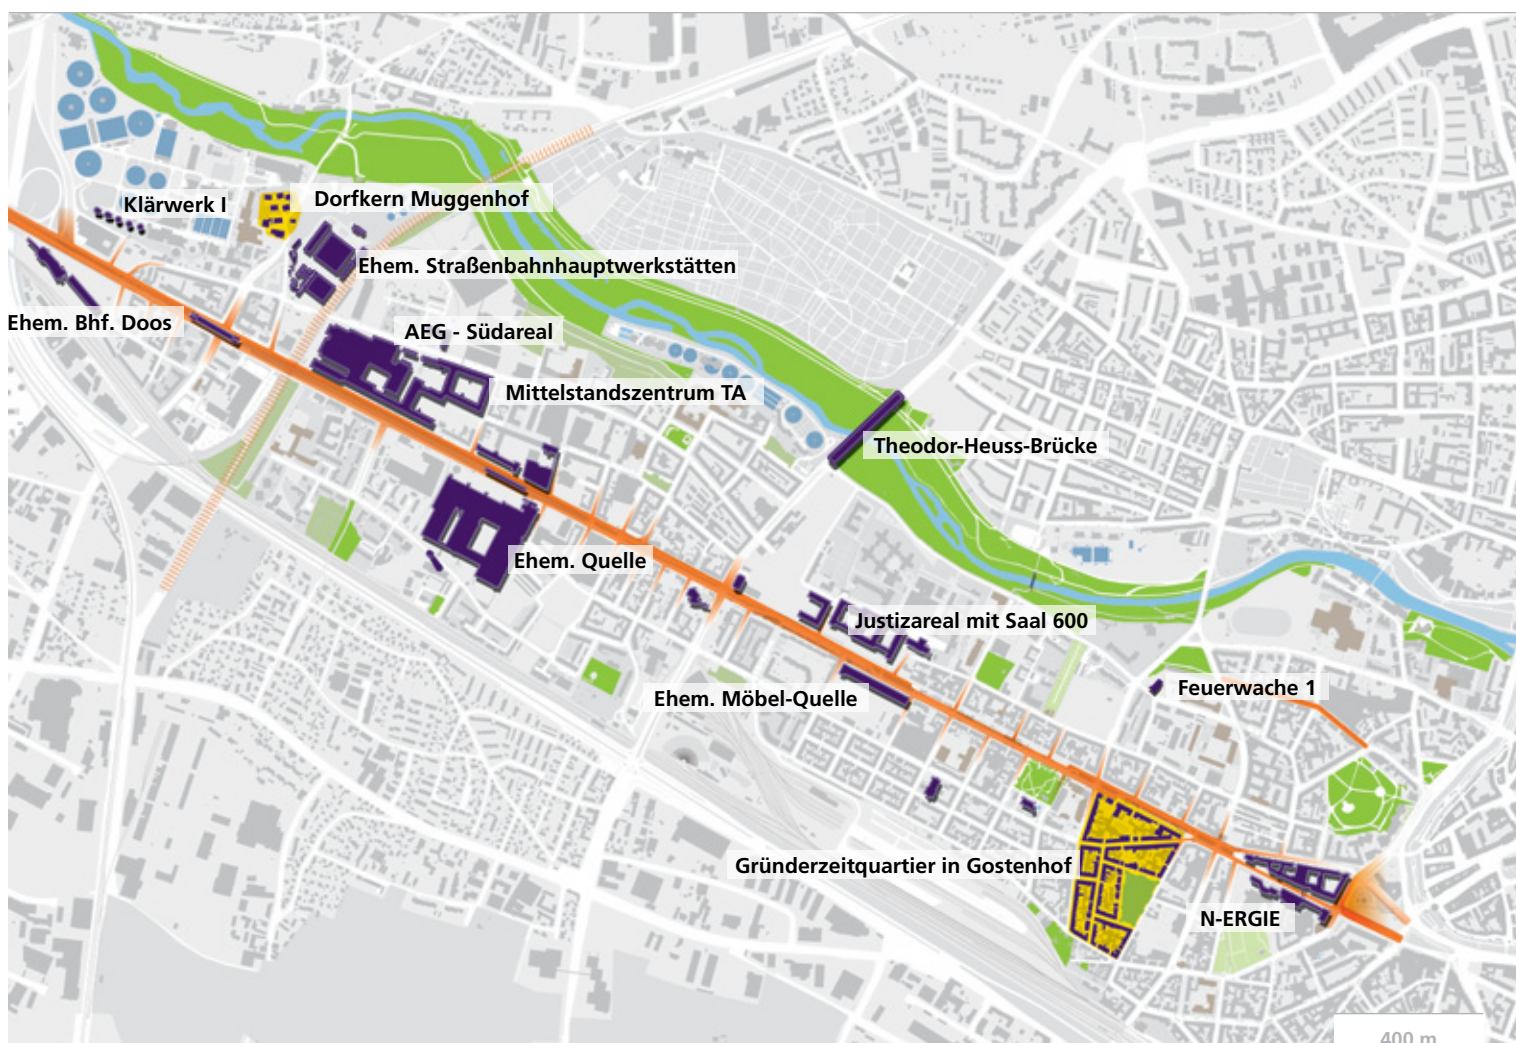 Klärwerk I
Dorfkern Muggenhof
Ehem. Straßenbahnhauptwerkstätten
Ehem. Bhf. Doos
AEG - Südareal
Mittelstandszentrum TA
Theodor-Heuss-Brücke
Ehem. Quelle
Justizareal mit Saal 600
Feuerwache 1
Ehem. Möbel-Quelle
Gründerzeitquartier in Gostenhof
N-ERGIE
400 m